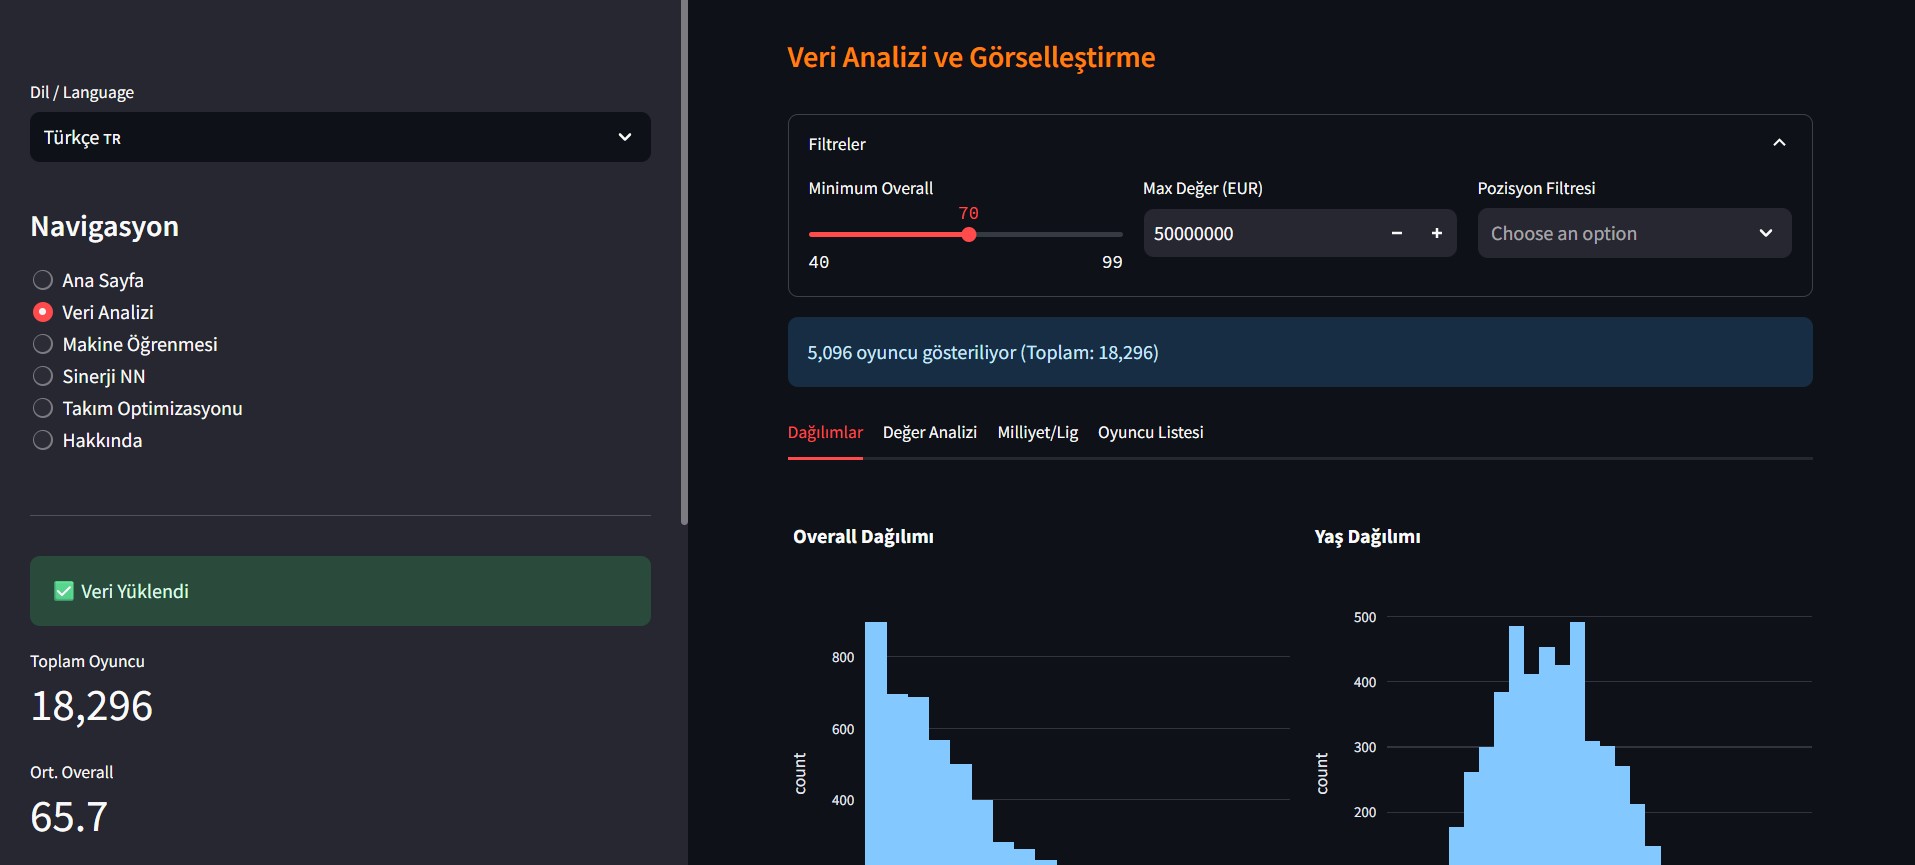 Dil / Language
Türkçe TR
Navigasyon
Ana Sayfa
Veri Analizi
Makine Öğrenmesi
Sinerji NN
Takım Optimizasyonu
Hakkında
✅ Veri Yüklendi
Toplam Oyuncu
18,296
Ort. Overall
65.7
Veri Analizi ve Görselleştirme
Filtreler
Minimum Overall
70
40 99
Max Değer (EUR)
50000000 − +
Pozisyon Filtresi
Choose an option
5,096 oyuncu gösteriliyor (Toplam: 18,296)
Dağılımlar Değer Analizi Milliyet/Lig Oyuncu Listesi
Overall Dağılımı
800
600
400
count
Yaş Dağılımı
500
400
300
200
count